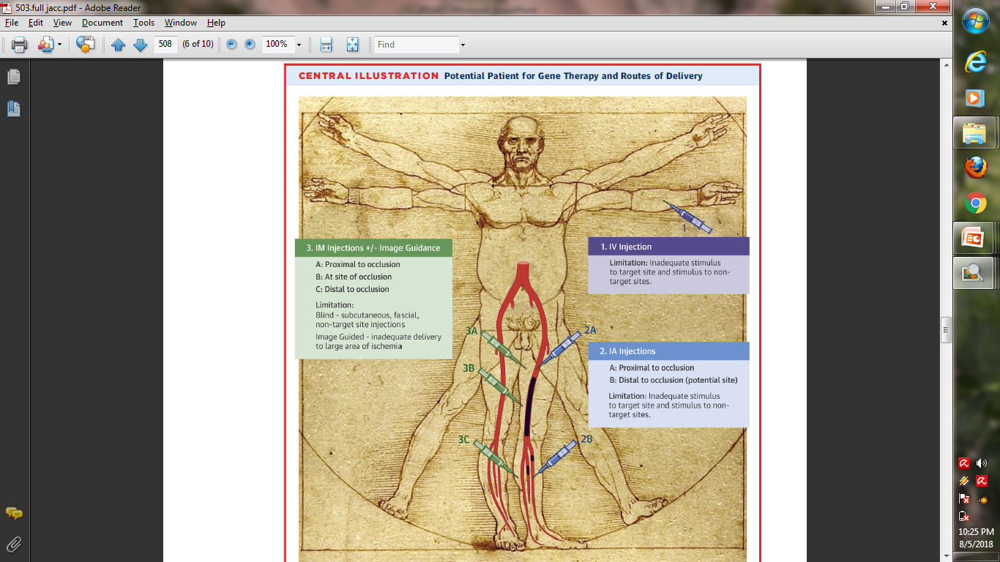 503.full jacc.pdf - Adobe Reader
File Edit View Document Tools Window Help
508 (6 of 10) 100% Find
CENTRAL ILLUSTRATION Potential Patient for Gene Therapy and Routes of Delivery
1
3. IM Injections +/- Image Guidance
A: Proximal to occlusion
B: At site of occlusion
C: Distal to occlusion
Limitation:
Blind - subcutaneous, fascial,
non-target site injections
Image Guided - inadequate delivery
to large area of ischemia
1. IV Injection
Limitation: Inadequate stimulus
to target site and stimulus to non-
target sites.
3A
2A
3B
2. IA Injections
A: Proximal to occlusion
B: Distal to occlusion (potential site)
Limitation: Inadequate stimulus
to target site and stimulus to non-
target sites.
3C
2B
10:25 PM
8/5/2018